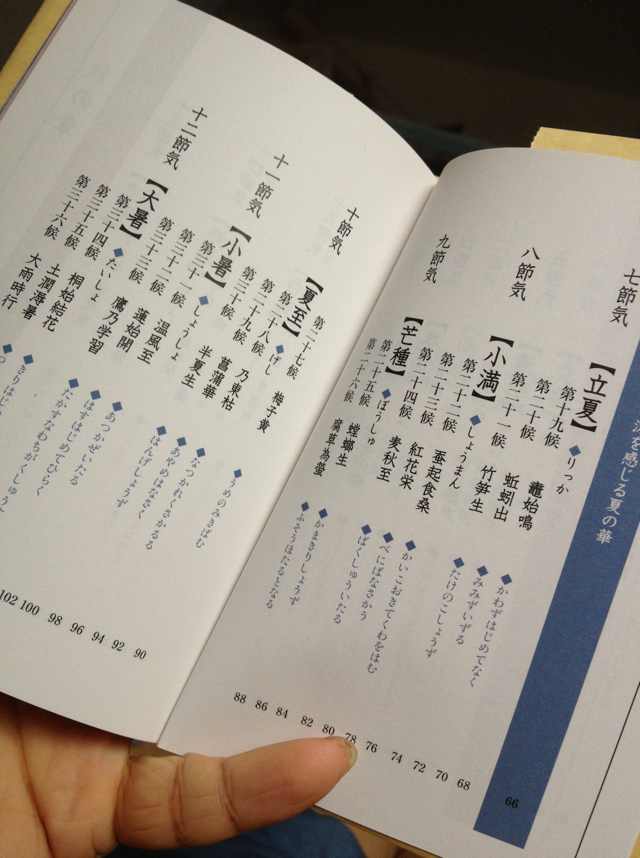 を感じる夏の華 66
七節気
【立夏】 ◆りっか
第十九候 鼃始鳴 ◆かわずはじめてなく 68
第二十候 蚯蚓出 ◆みみずいずる 70
第二十一候 竹笋生 ◆たけのこしょうず 72
八節気
【小満】 ◆しょうまん 74
第二十二候 蚕起食桑 ◆かいこおきてくわをはむ 76
第二十三候 紅花栄 ◆べにばなさかう 78
第二十四候 麦秋至 ◆ばくしゅういたる 80
九節気
【芒種】 ◆ぼうしゅ 82
第二十五候 蟷螂生 ◆かまきりしょうず 84
第二十六候 腐草為螢 ◆ふそうほたるとなる 86
88
第二十七候 梅子黄 ◆うめのみきばむ 90
十節気
【夏至】 ◆げし 92
第二十八候 乃東枯 ◆なつかれくさかるる 94
第二十九候 菖蒲華 ◆あやめはなさく 96
第三十候 半夏生 ◆はんげしょうず 98
十一節気
【小暑】 ◆しょうしょ 100
第三十一候 温風至 ◆あつかぜいたる 102
第三十二候 蓮始開 ◆はすはじめてひらく
第三十三候 鷹乃学習 ◆たかすなわちがくしゅう
十二節気
【大暑】 ◆たいしょ
第三十四候 桐始結花 ◆きりはじ
第三十五候 土潤溽暑 ◆つ
第三十六候 大雨時行